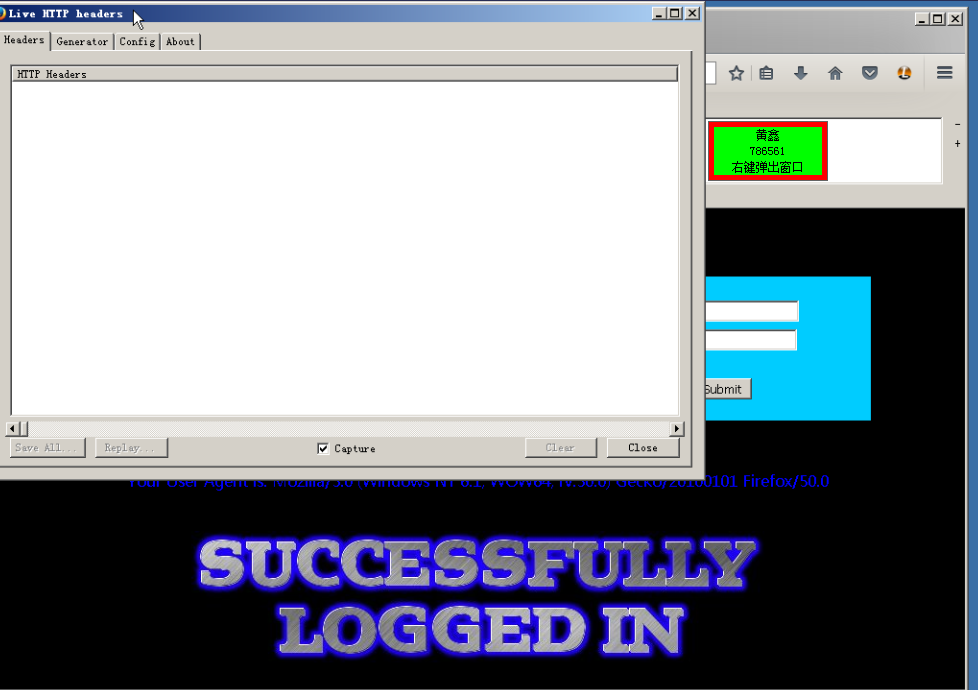 Live HTTP headers
Headers
Generator
Config
About
HTTP Headers
黄鑫
786561
右键弹出窗口
-
+
Submit
Save All...
Replay...
Capture
Clear
Close
Your User Agent is: Mozilla/5.0 (Windows NT 6.1; WOW64; rv:50.0) Gecko/20100101 Firefox/50.0
SUCCESSFULLY
LOGGED IN